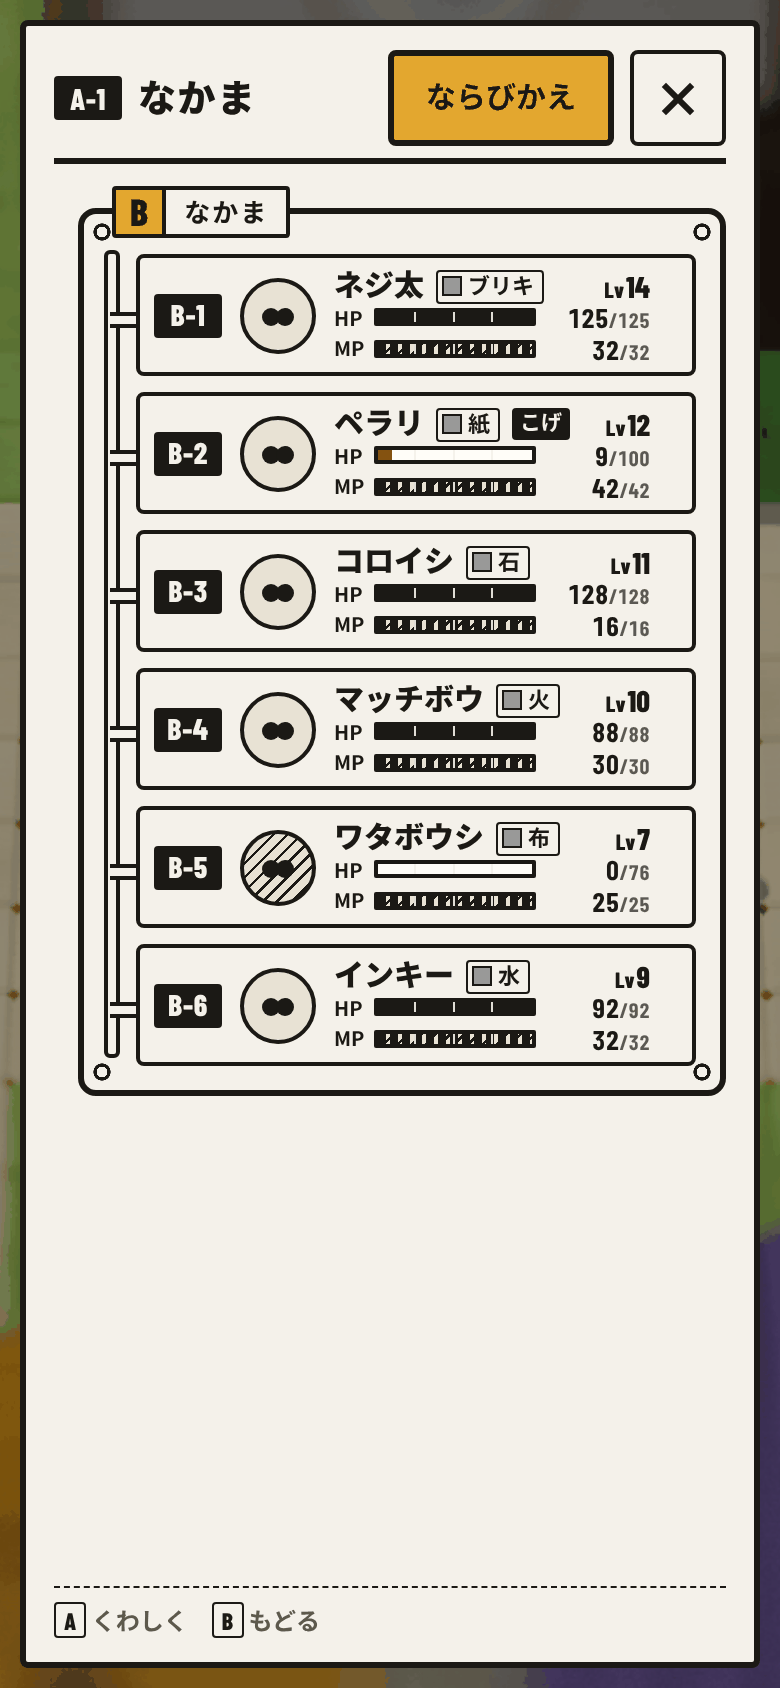 A-1 なかま ならびかえ ×
B なかま
B-1 ネジ太 ブリキ Lv14
HP 125/125
MP 32/32
B-2 ペラリ 紙 こげ Lv12
HP 9/100
MP 42/42
B-3 コロイシ 石 Lv11
HP 128/128
MP 16/16
B-4 マッチボウ 火 Lv10
HP 88/88
MP 30/30
B-5 ワタボウシ 布 Lv7
HP 0/76
MP 25/25
B-6 インキー 水 Lv9
HP 92/92
MP 32/32
A くわしく B もどる